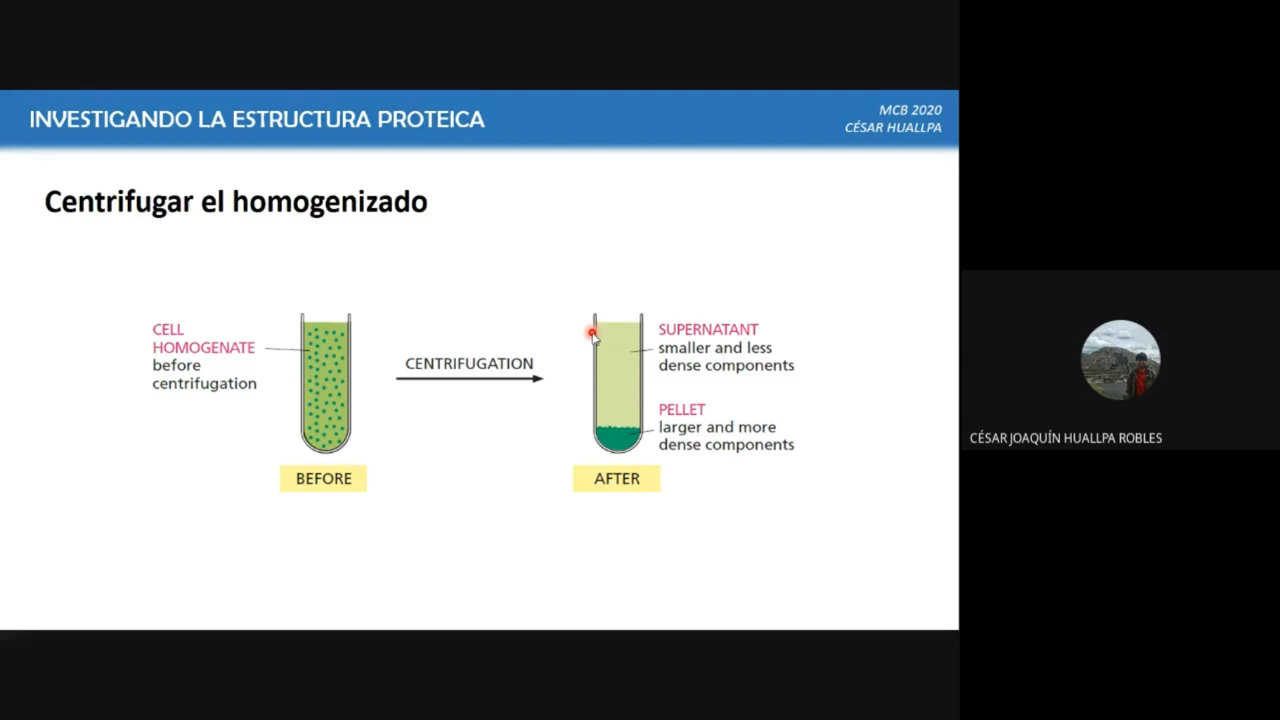 INVESTIGANDO LA ESTRUCTURA PROTEICA
MCB 2020
CÉSAR HUALLPA
Centrifugar el homogenizado
CELL
HOMOGENATE
before
centrifugation
CENTRIFUGATION
SUPERNATANT
smaller and less
dense components
PELLET
larger and more
dense components
BEFORE
AFTER
CÉSAR JOAQUÍN HUALLPA ROBLES